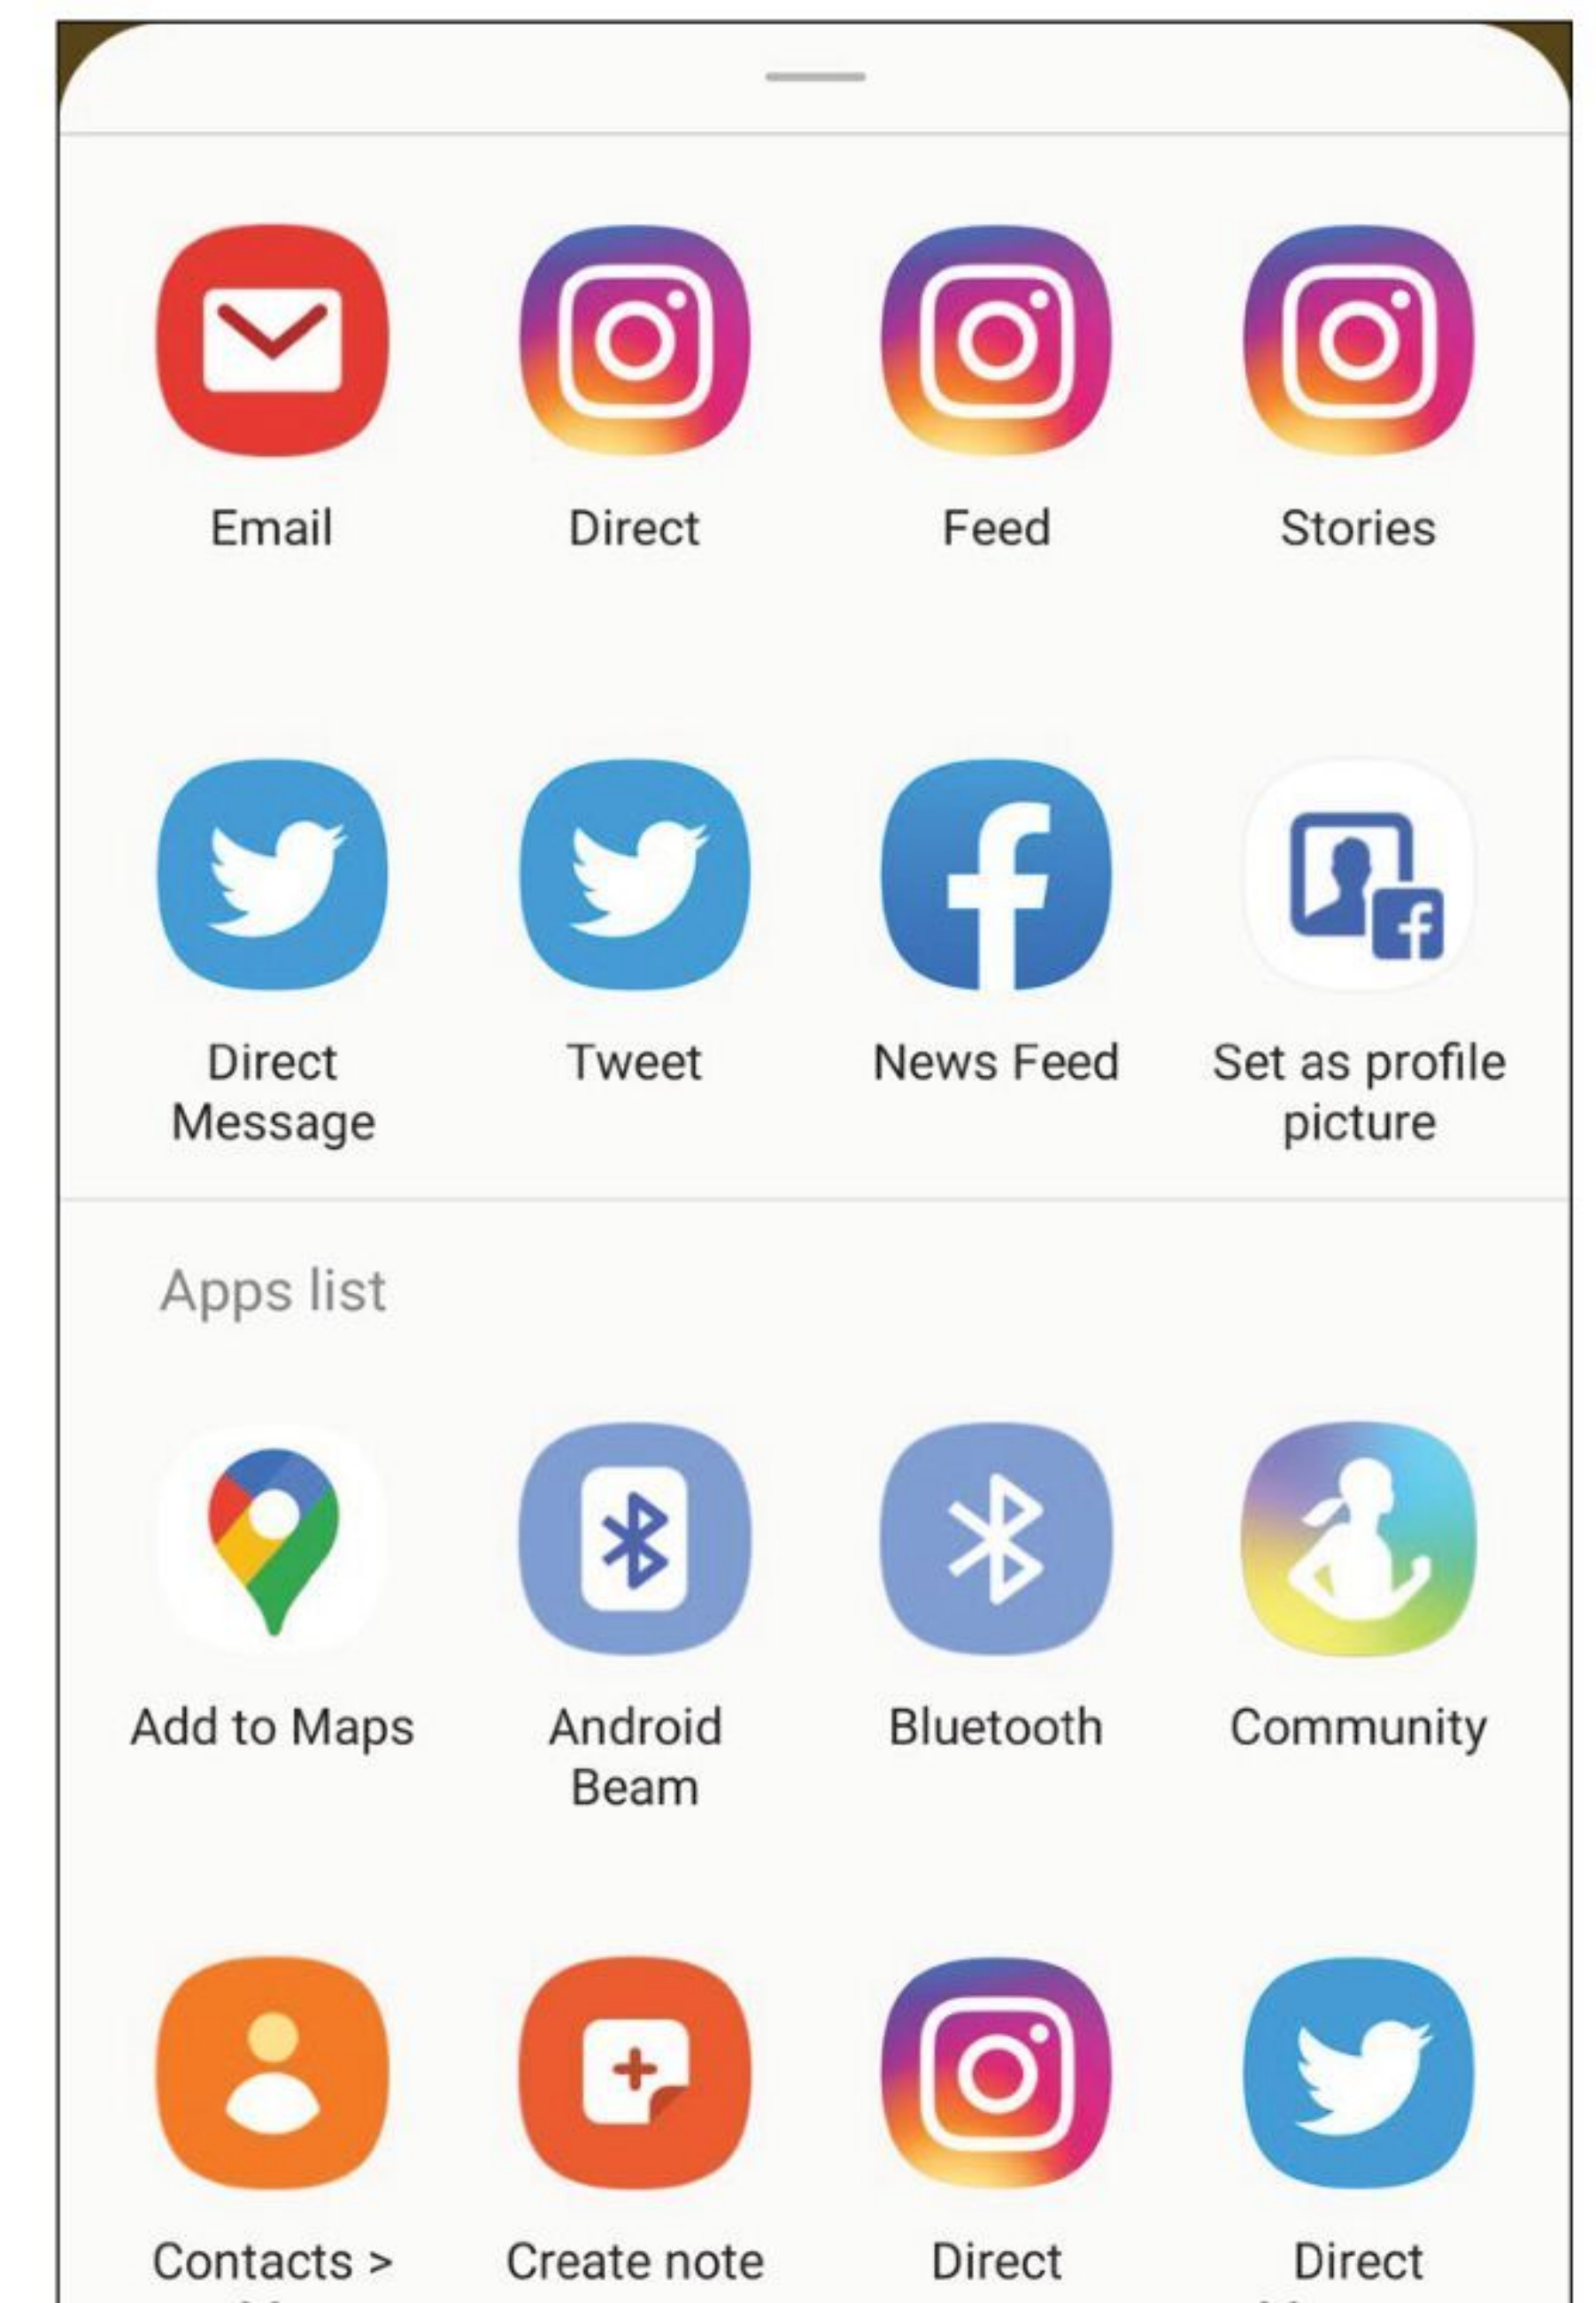 Email Direct Feed Stories
Direct Tweet News Feed Set as profile
Message picture
Apps list
Add to Maps Android Bluetooth Community
Beam
Contacts > Create note Direct Direct